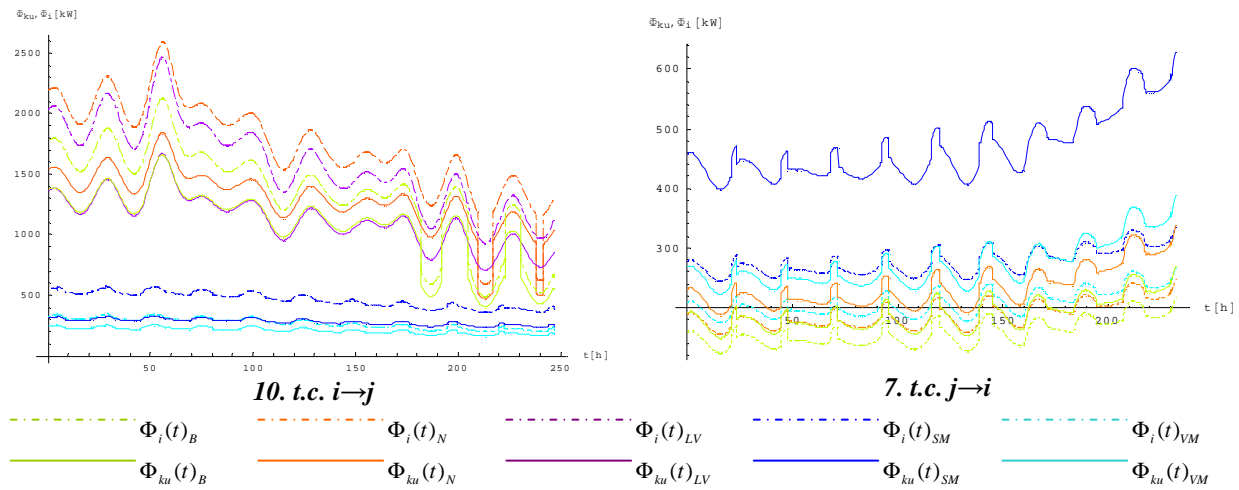 Φku,Φi[kW]
2500
2000
1500
1000
500
50
100
150
200
250
t[h]
10. t.c. i→j
Φku,Φi[kW]
600
500
400
300
50
100
150
200
t[h]
7. t.c. j→i
Φi(t)B
Φi(t)N
Φi(t)LV
Φi(t)SM
Φi(t)VM
Φku(t)B
Φku(t)N
Φku(t)LV
Φku(t)SM
Φku(t)VM